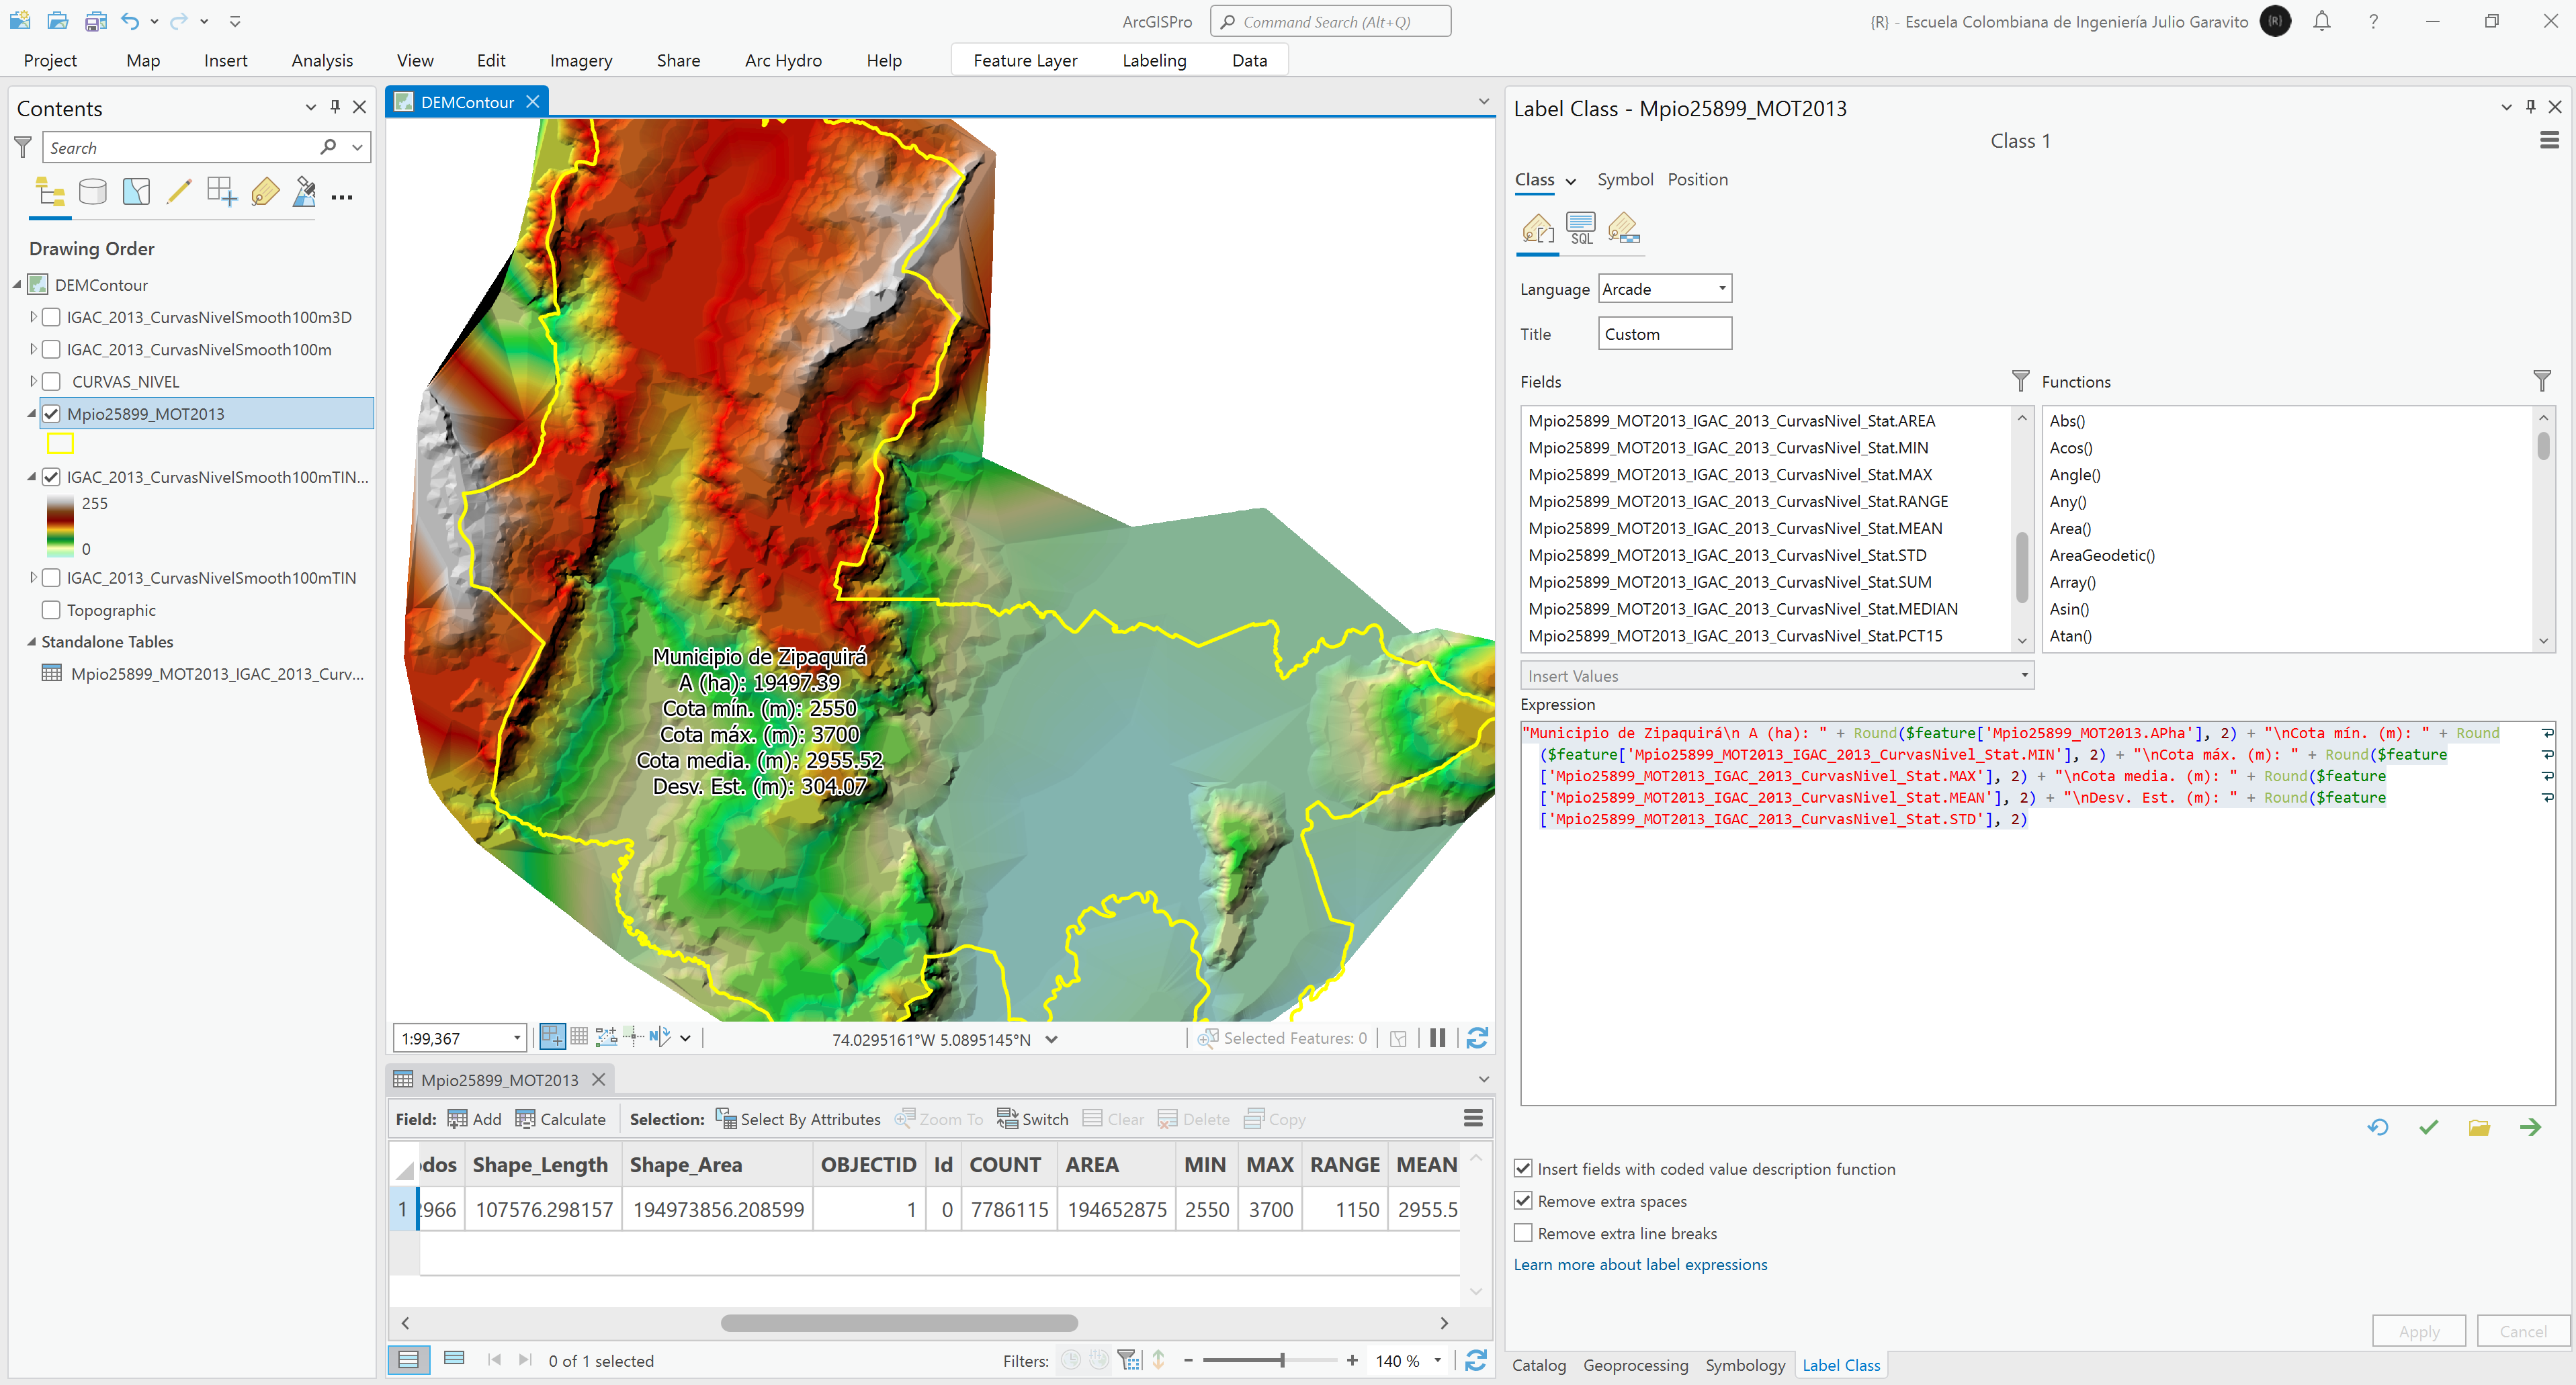 ArcGISPro
Command Search (Alt+Q)
{R} - Escuela Colombiana de Ingeniería Julio Garavito
{R}
?
Project
Map
Insert
Analysis
View
Edit
Imagery
Share
Arc Hydro
Help
Feature Layer
Labeling
Data
Contents
Search
Drawing Order
DEMContour
IGAC_2013_CurvasNivelSmooth100m3D
IGAC_2013_CurvasNivelSmooth100m
CURVAS_NIVEL
Mpio25899_MOT2013
IGAC_2013_CurvasNivelSmooth100mTIN...
255
0
IGAC_2013_CurvasNivelSmooth100mTIN
Topographic
Standalone Tables
Mpio25899_MOT2013_IGAC_2013_Curv...
DEMContour
Municipio de Zipaquirá
A (ha): 19497.39
Cota mín. (m): 2550
Cota máx. (m): 3700
Cota media. (m): 2955.52
Desv. Est. (m): 304.07
1:99,367
74.0295161°W 5.0895145°N
Selected Features: 0
Mpio25899_MOT2013
Field: Add Calculate Selection: Select By Attributes Zoom To Switch Clear Delete Copy
dos Shape_Length Shape_Area OBJECTID Id COUNT AREA MIN MAX RANGE MEAN
1 2966 107576.298157 194973856.208599 1 0 7786115 194652875 2550 3700 1150 2955.5
0 of 1 selected
Filters:
140 %
Label Class - Mpio25899_MOT2013
Class 1
Class Symbol Position
SQL
Language Arcade
Title Custom
Fields
Mpio25899_MOT2013_IGAC_2013_CurvasNivel_Stat.AREA
Mpio25899_MOT2013_IGAC_2013_CurvasNivel_Stat.MIN
Mpio25899_MOT2013_IGAC_2013_CurvasNivel_Stat.MAX
Mpio25899_MOT2013_IGAC_2013_CurvasNivel_Stat.RANGE
Mpio25899_MOT2013_IGAC_2013_CurvasNivel_Stat.MEAN
Mpio25899_MOT2013_IGAC_2013_CurvasNivel_Stat.STD
Mpio25899_MOT2013_IGAC_2013_CurvasNivel_Stat.SUM
Mpio25899_MOT2013_IGAC_2013_CurvasNivel_Stat.MEDIAN
Mpio25899_MOT2013_IGAC_2013_CurvasNivel_Stat.PCT15
Functions
Abs()
Acos()
Angle()
Any()
Area()
AreaGeodetic()
Array()
Asin()
Atan()
Insert Values
Expression
"Municipio de Zipaquirá\n A (ha): " + Round($feature['Mpio25899_MOT2013.APha'], 2) + "\nCota mín. (m): " + Round
($feature['Mpio25899_MOT2013_IGAC_2013_CurvasNivel_Stat.MIN'], 2) + "\nCota máx. (m): " + Round($feature
['Mpio25899_MOT2013_IGAC_2013_CurvasNivel_Stat.MAX'], 2) + "\nCota media. (m): " + Round($feature
['Mpio25899_MOT2013_IGAC_2013_CurvasNivel_Stat.MEAN'], 2) + "\nDesv. Est. (m): " + Round($feature
['Mpio25899_MOT2013_IGAC_2013_CurvasNivel_Stat.STD'], 2)
Insert fields with coded value description function
Remove extra spaces
Remove extra line breaks
Learn more about label expressions
Apply
Cancel
Catalog
Geoprocessing
Symbology
Label Class